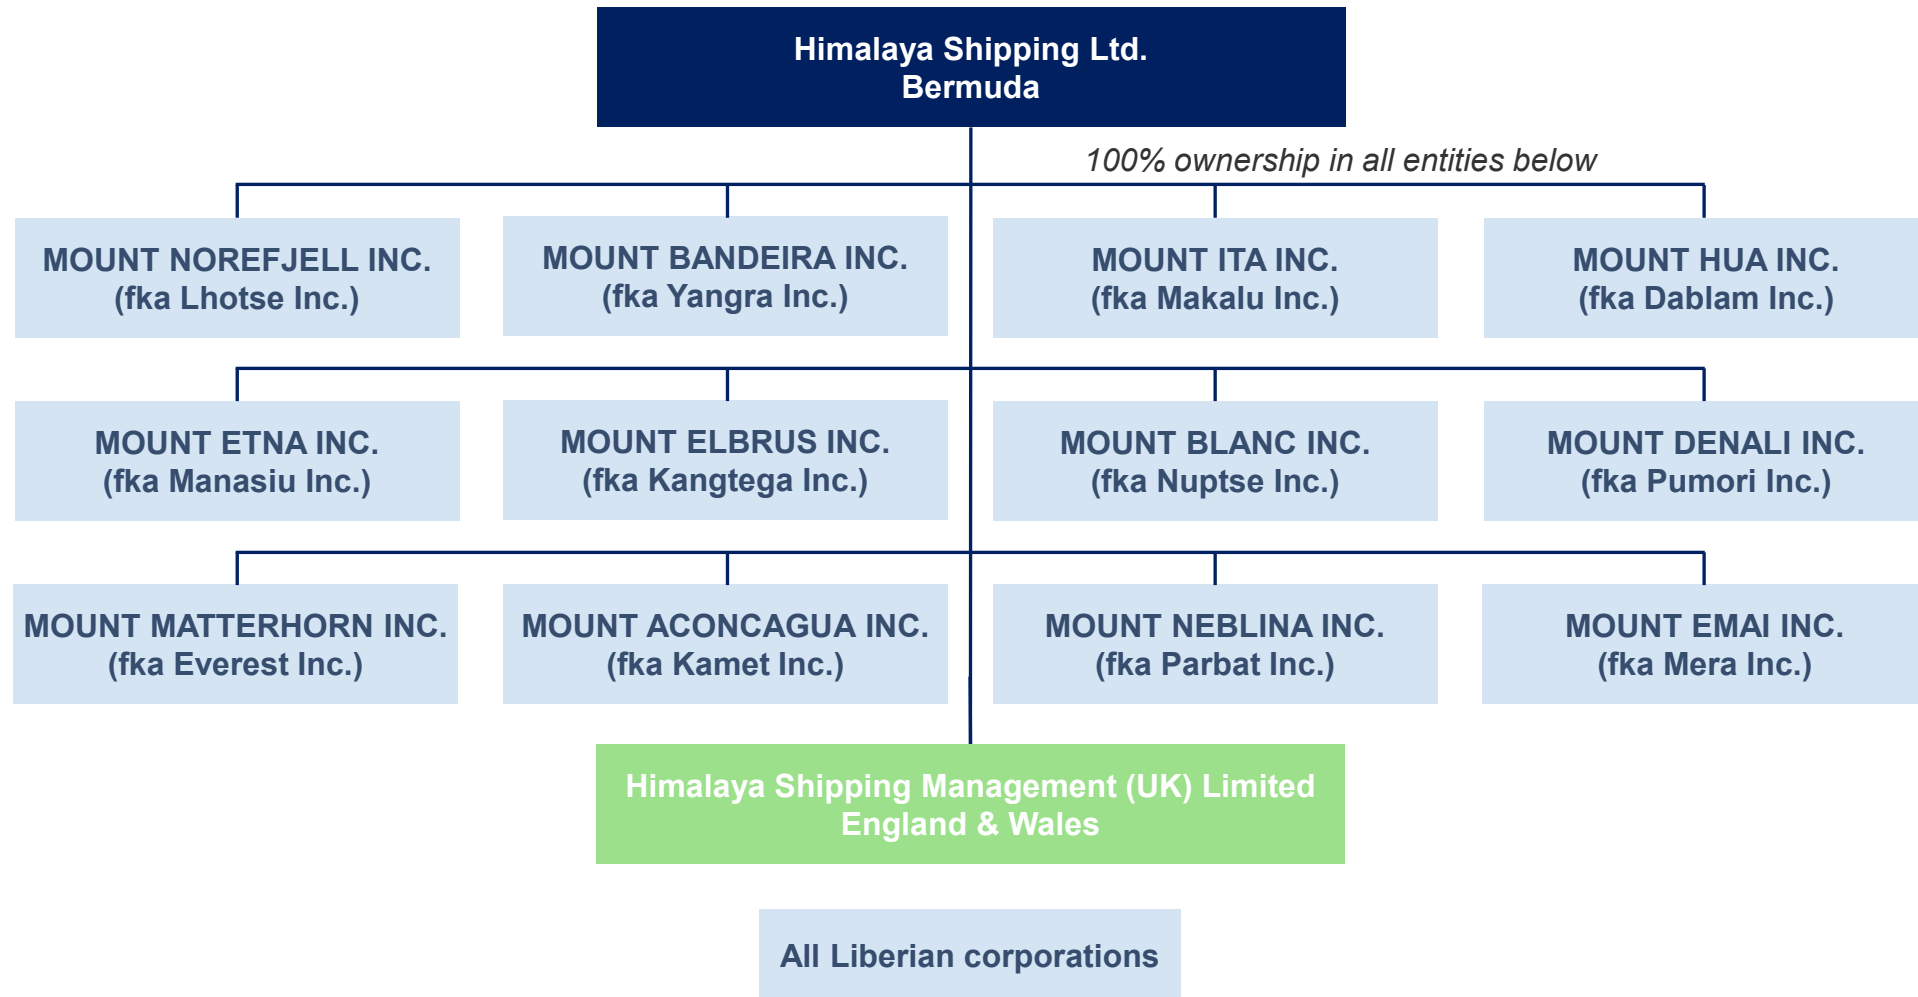 Himalaya Shipping Ltd.
Bermuda
100% ownership in all entities below
MOUNT NOREFJELL INC.
(fka Lhotse Inc.)
MOUNT BANDEIRA INC.
(fka Yangra Inc.)
MOUNT ITA INC.
(fka Makalu Inc.)
MOUNT HUA INC.
(fka Dablam Inc.)
MOUNT ETNA INC.
(fka Manasiu Inc.)
MOUNT ELBRUS INC.
(fka Kangtega Inc.)
MOUNT BLANC INC.
(fka Nuptse Inc.)
MOUNT DENALI INC.
(fka Pumori Inc.)
MOUNT MATTERHORN INC.
(fka Everest Inc.)
MOUNT ACONCAGUA INC.
(fka Kamet Inc.)
MOUNT NEBLINA INC.
(fka Parbat Inc.)
MOUNT EMAI INC.
(fka Mera Inc.)
Himalaya Shipping Management (UK) Limited
England & Wales
All Liberian corporations